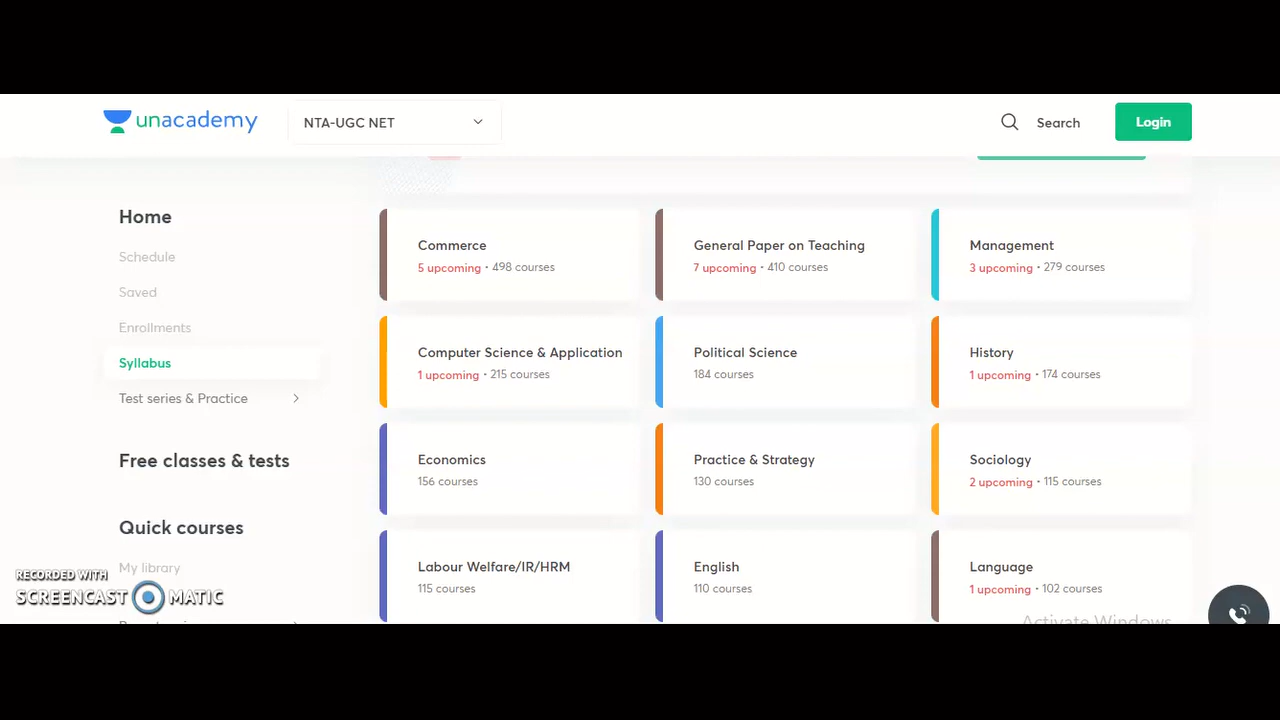 unacademy
NTA-UGC NET
Search
Login
Home
Schedule
Saved
Enrollments
Syllabus
Test series & Practice
Free classes & tests
Quick courses
My library
Commerce
5 upcoming • 498 courses
General Paper on Teaching
7 upcoming • 410 courses
Management
3 upcoming • 279 courses
Computer Science & Application
1 upcoming • 215 courses
Political Science
184 courses
History
1 upcoming • 174 courses
Economics
156 courses
Practice & Strategy
130 courses
Sociology
2 upcoming • 115 courses
Labour Welfare/IR/HRM
115 courses
English
110 courses
Language
1 upcoming • 102 courses
Activate Windows
RECORDED WITH
SCREENCAST MATIC